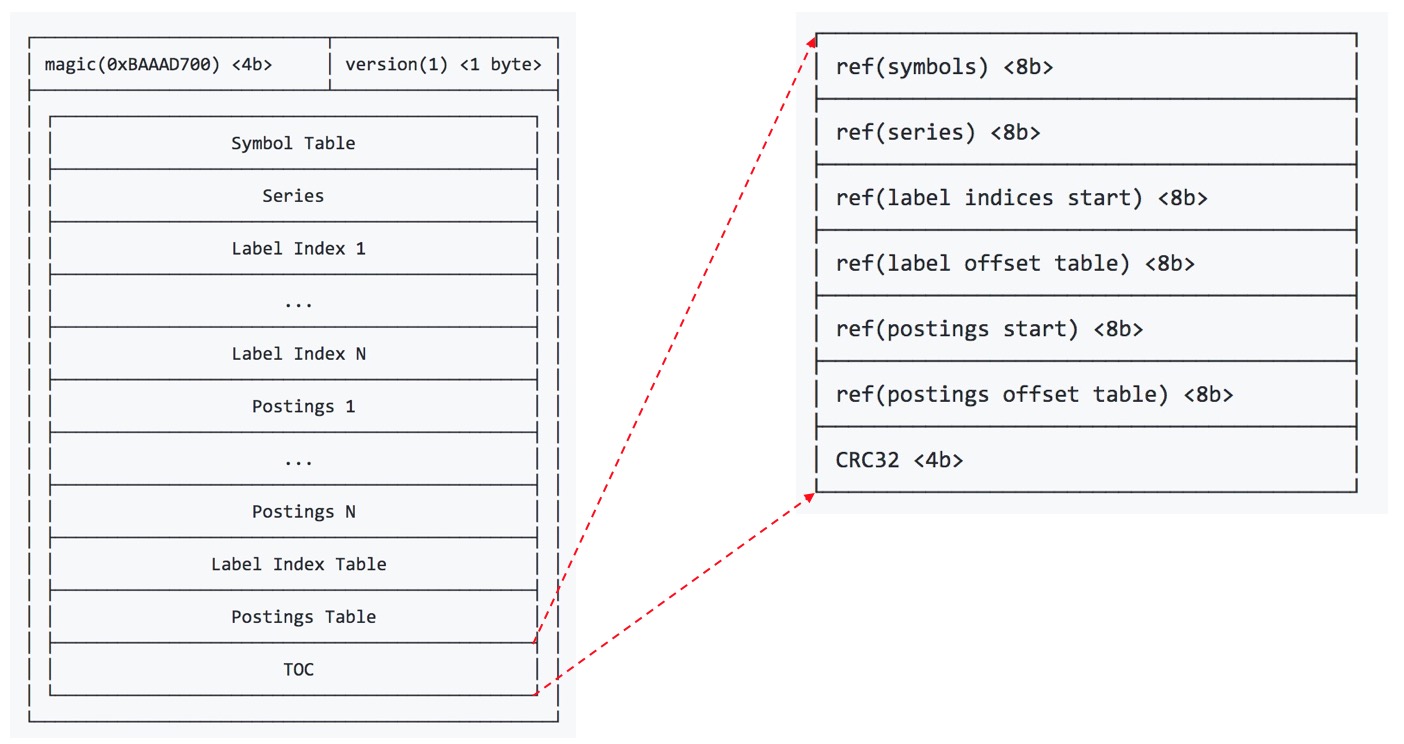 magic(0xBAAAD700) <4b>
version(1) <1 byte>
Symbol Table
Series
Label Index 1
...
Label Index N
Postings 1
...
Postings N
Label Index Table
Postings Table
TOC
ref(symbols) <8b>
ref(series) <8b>
ref(label indices start) <8b>
ref(label offset table) <8b>
ref(postings start) <8b>
ref(postings offset table) <8b>
CRC32 <4b>